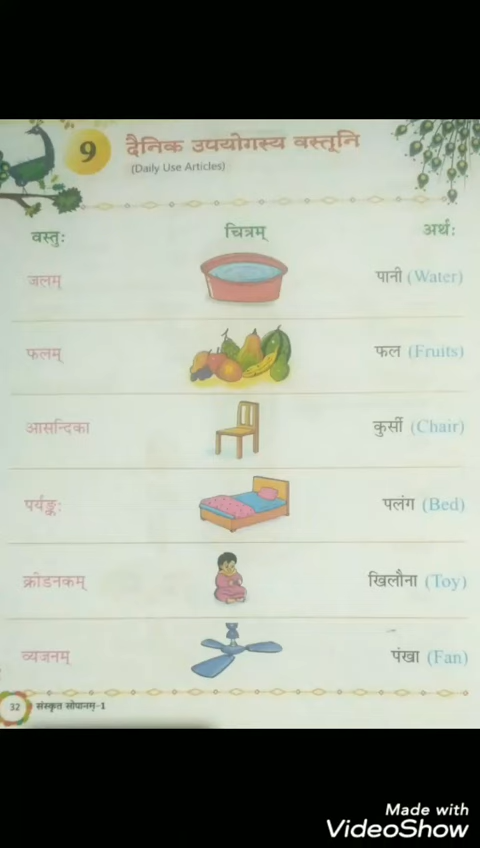 9 दैनिक उपयोगस्य वस्तूनि
(Daily Use Articles)
वस्तुः चित्रम् अर्थः
जलम् पानी (Water)
फलम् फल (Fruits)
आसन्दिका कुर्सी (Chair)
पर्यङ्कः पलंग (Bed)
क्रीडनकम् खिलौना (Toy)
व्यजनम् पंखा (Fan)
32 संस्कृत सोपानम्-1
Made with
VideoShow